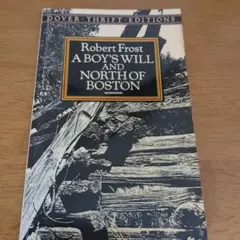 DOVER · THRIFT · EDITIONS
Robert Frost
A BOY'S WILL
AND
NORTH OF
BOSTON